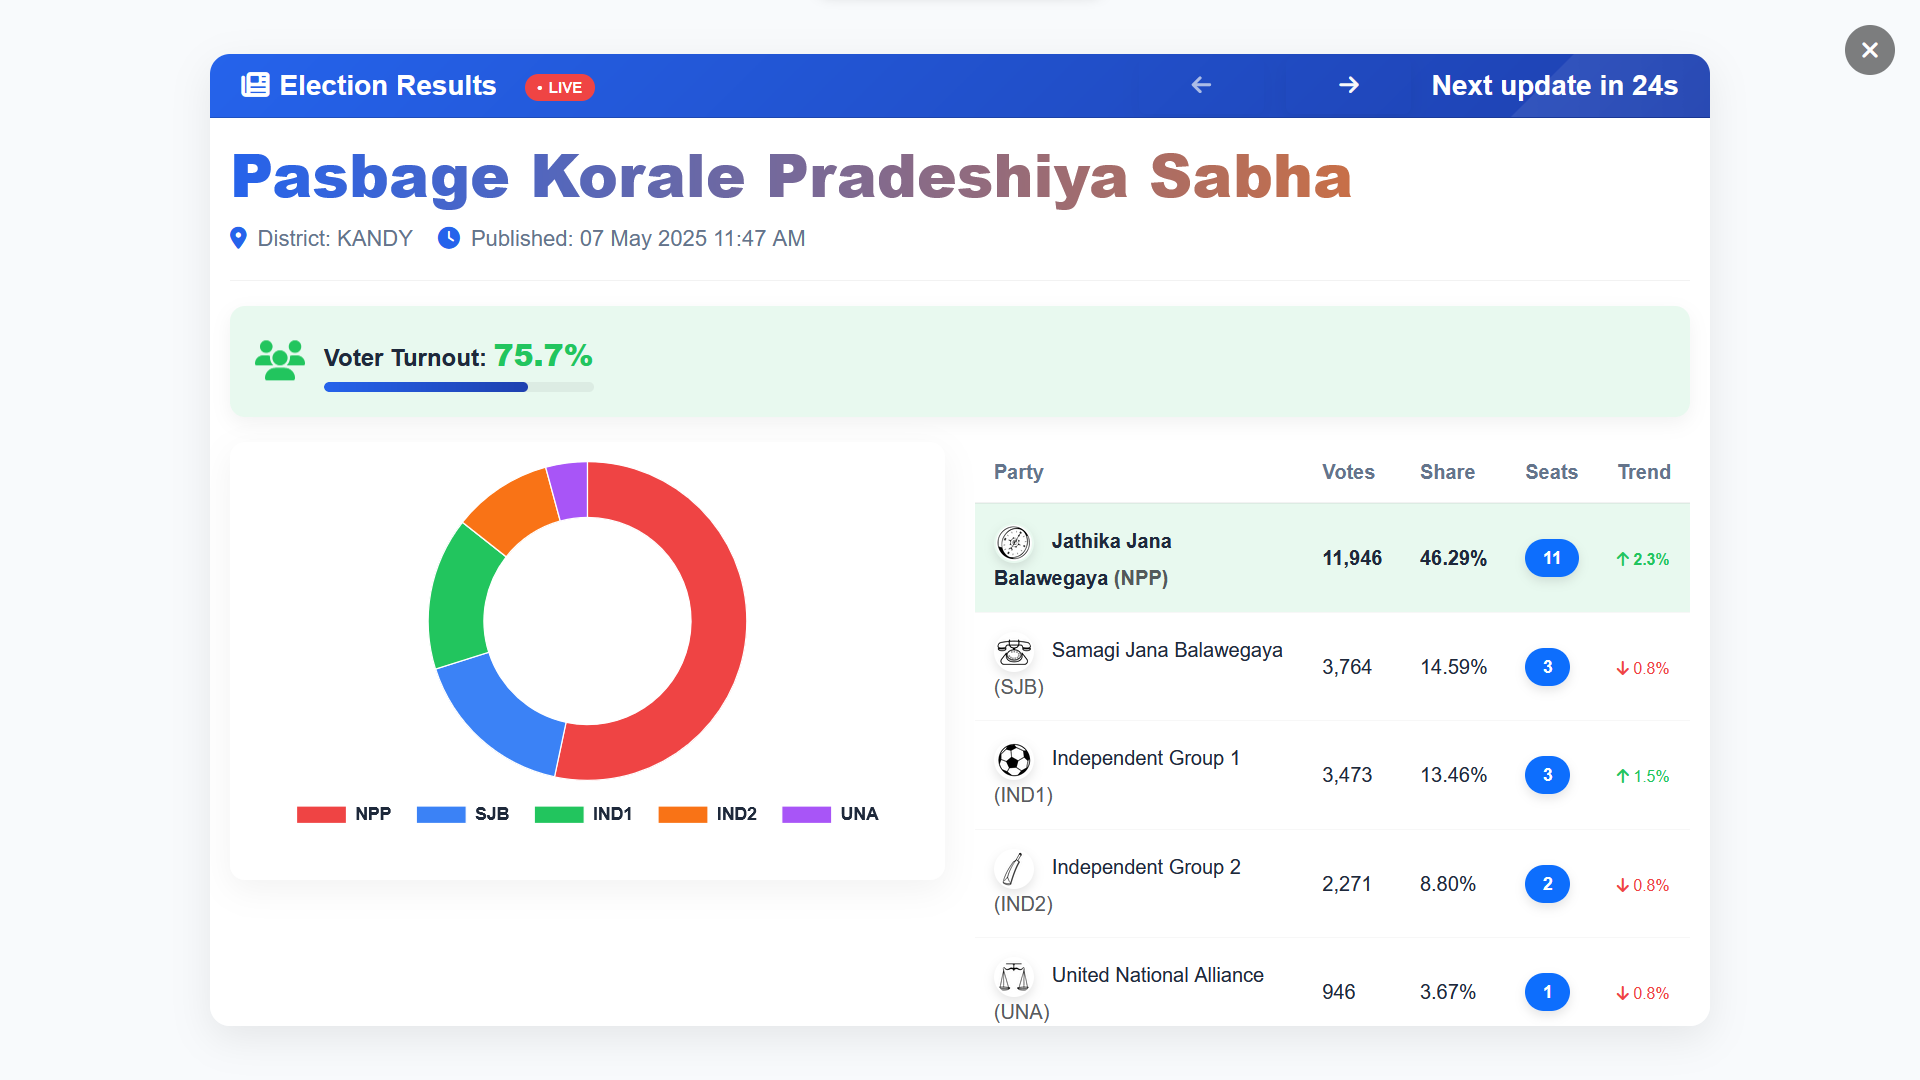 Election Results • LIVE Next update in 24s
Pasbage Korale Pradeshiya Sabha
District: KANDY Published: 07 May 2025 11:47 AM
Voter Turnout: 75.7%
NPP SJB IND1 IND2 UNA
Party Votes Share Seats Trend
Jathika Jana
Balawegaya (NPP) 11,946 46.29% 11 2.3%
Samagi Jana Balawegaya
(SJB) 3,764 14.59% 3 0.8%
Independent Group 1
(IND1) 3,473 13.46% 3 1.5%
Independent Group 2
(IND2) 2,271 8.80% 2 0.8%
United National Alliance
(UNA) 946 3.67% 1 0.8%